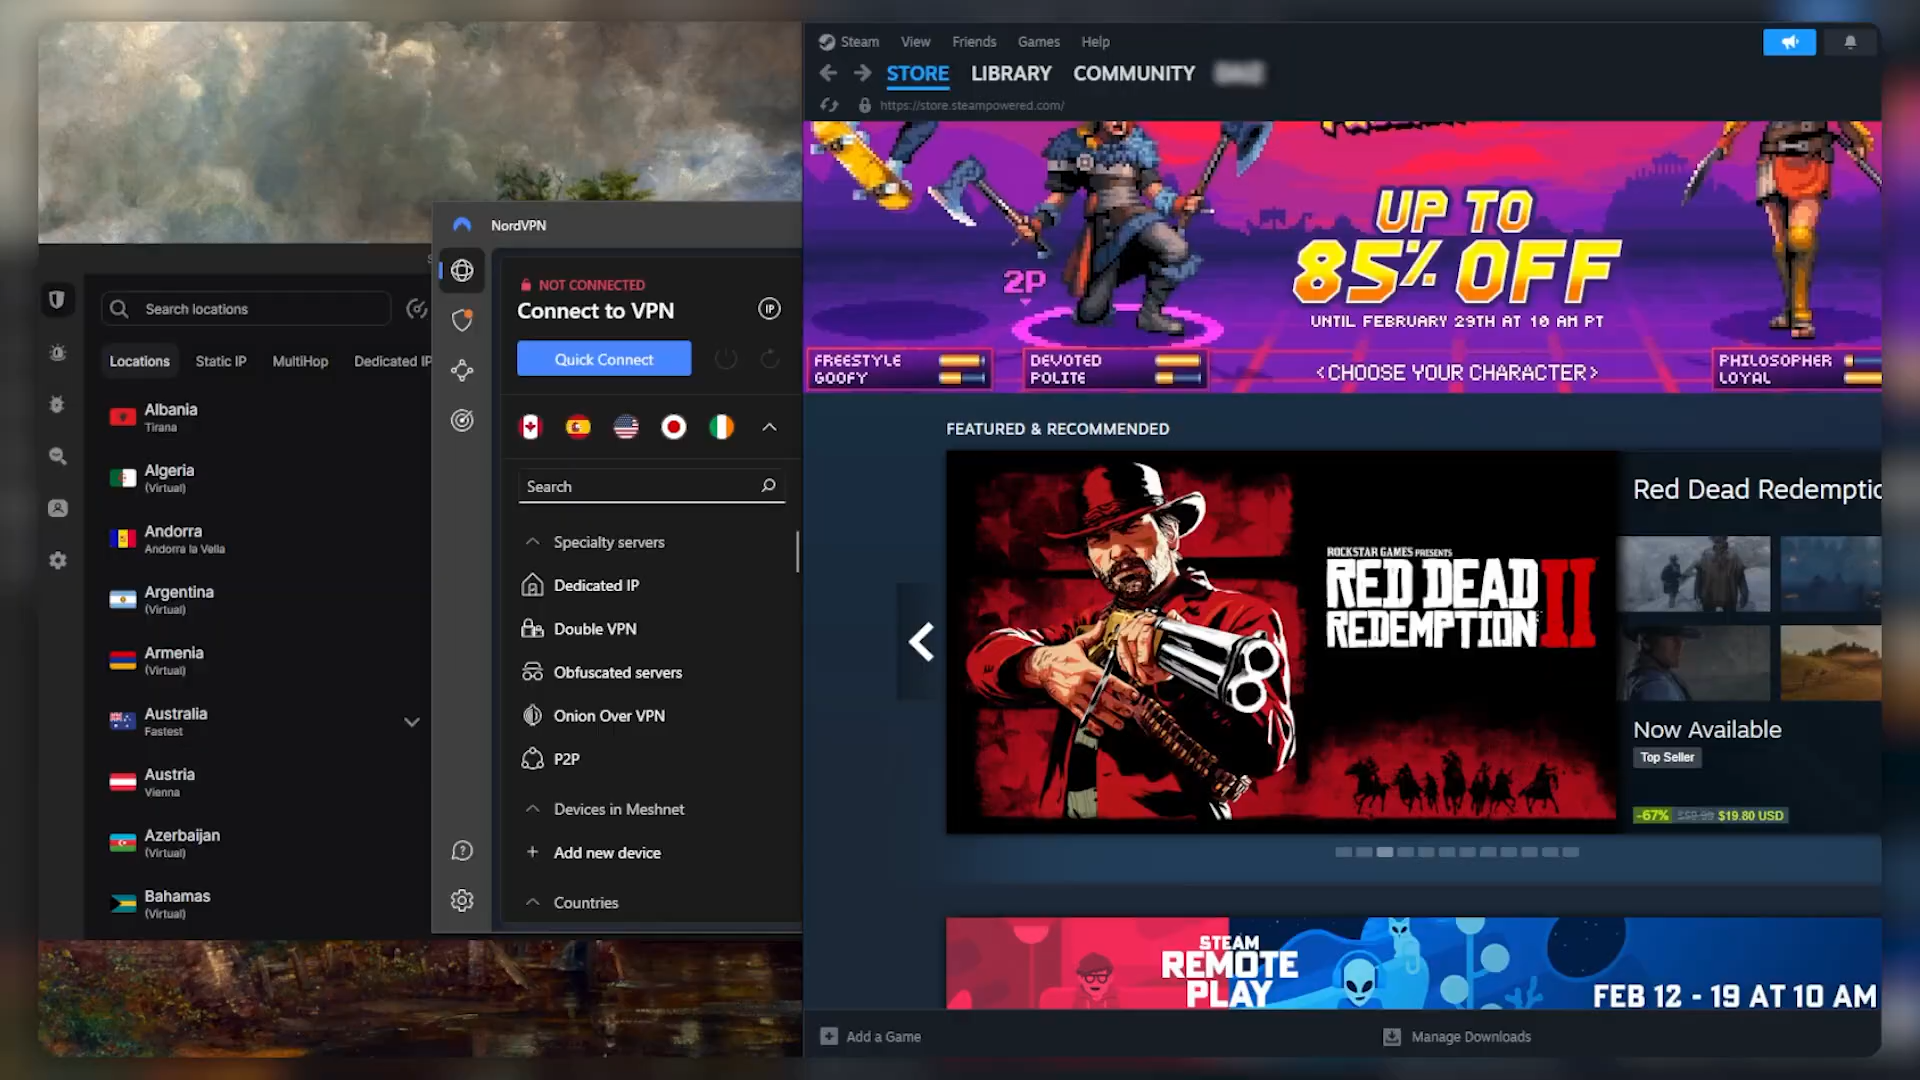 Search locations
Locations
Static IP
MultiHop
Dedicated IP
Albania
Tirana
Algeria
(Virtual)
Andorra
Andorra la Vella
Argentina
(Virtual)
Armenia
(Virtual)
Australia
Fastest
Austria
Vienna
Azerbaijan
(Virtual)
Bahamas
(Virtual)
NordVPN
NOT CONNECTED
Connect to VPN
IP
Quick Connect
Search
Specialty servers
Dedicated IP
Double VPN
Obfuscated servers
Onion Over VPN
P2P
Devices in Meshnet
Add new device
Countries
Steam View Friends Games Help
STORE LIBRARY COMMUNITY
https://store.steampowered.com/
UP TO
85% OFF
UNTIL FEBRUARY 29TH AT 10 AM PT
2P
FREESTYLE
GOOFY
DEVOTED
POLITE
<CHOOSE YOUR CHARACTER>
PHILOSOPHER
LOYAL
FEATURED & RECOMMENDED
ROCKSTAR GAMES PRESENTS
RED DEAD
REDEMPTION II
Red Dead Redemptio
Now Available
Top Seller
-67% $59.99 $19.80 USD
STEAM
REMOTE
PLAY
FEB 12 - 19 AT 10 AM
Add a Game
Manage Downloads